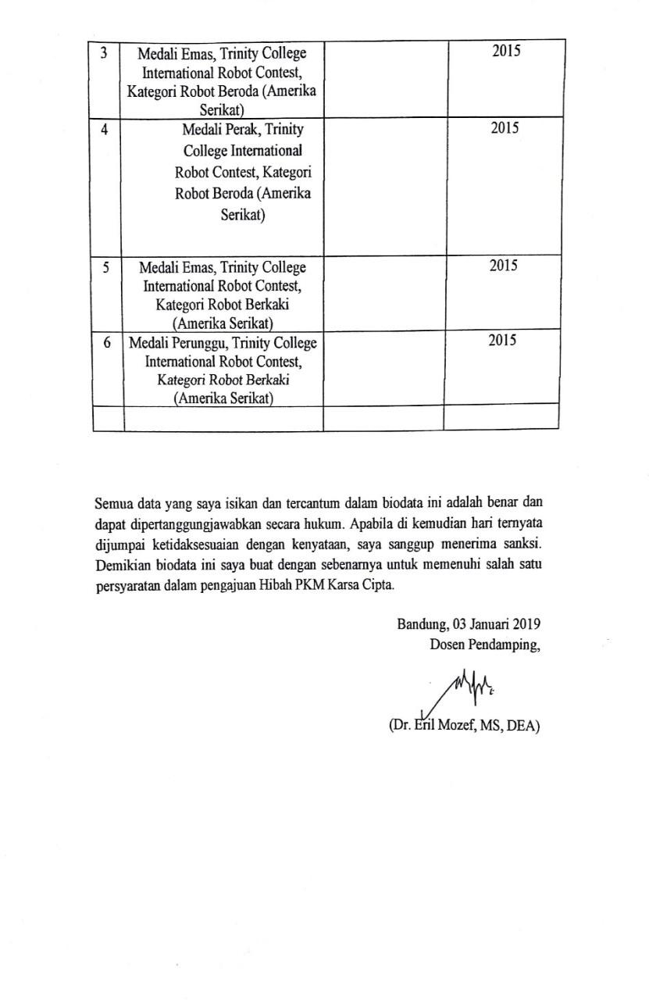 3 Medali Emas, Trinity College 2015
International Robot Contest,
Kategori Robot Beroda (Amerika
Serikat)
4 Medali Perak, Trinity 2015
College International
Robot Contest, Kategori
Robot Beroda (Amerika
Serikat)
5 Medali Emas, Trinity College 2015
International Robot Contest,
Kategori Robot Berkaki
(Amerika Serikat)
6 Medali Perunggu, Trinity College 2015
International Robot Contest,
Kategori Robot Berkaki
(Amerika Serikat)
Semua data yang saya isikan dan tercantum dalam biodata ini adalah benar dan
dapat dipertanggungjawabkan secara hukum. Apabila di kemudian hari ternyata
dijumpai ketidaksesuaian dengan kenyataan, saya sanggup menerima sanksi.
Demikian biodata ini saya buat dengan sebenarnya untuk memenuhi salah satu
persyaratan dalam pengajuan Hibah PKM Karsa Cipta.
Bandung, 03 Januari 2019
Dosen Pendamping,
(Dr. Eril Mozef, MS, DEA)